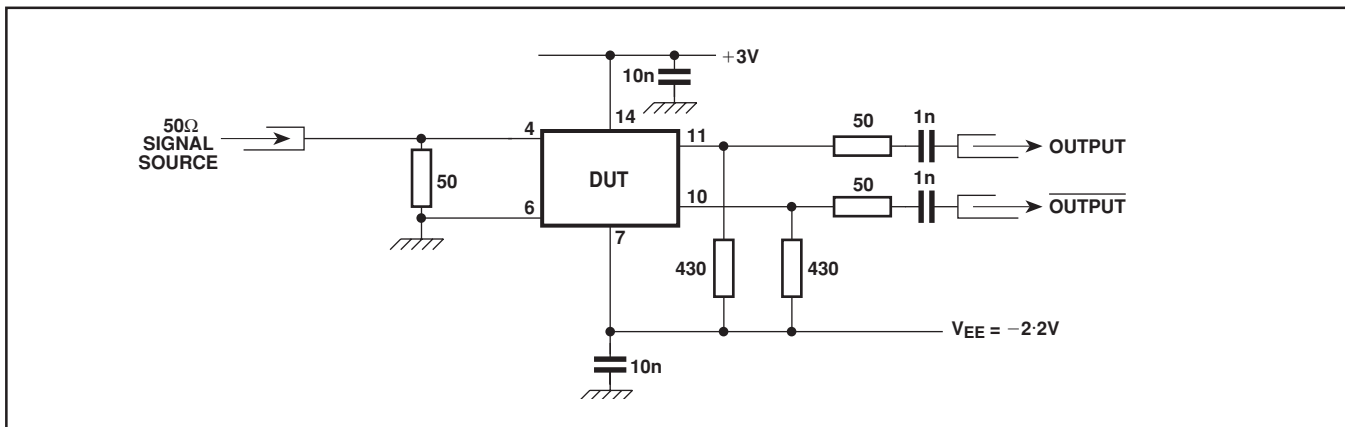 +3V
10n
50Ω
SIGNAL
SOURCE
4
14
11
50
1n
OUTPUT
50
DUT
10
50
1n
OUTPUT
6
7
430
430
VEE = −2·2V
10n